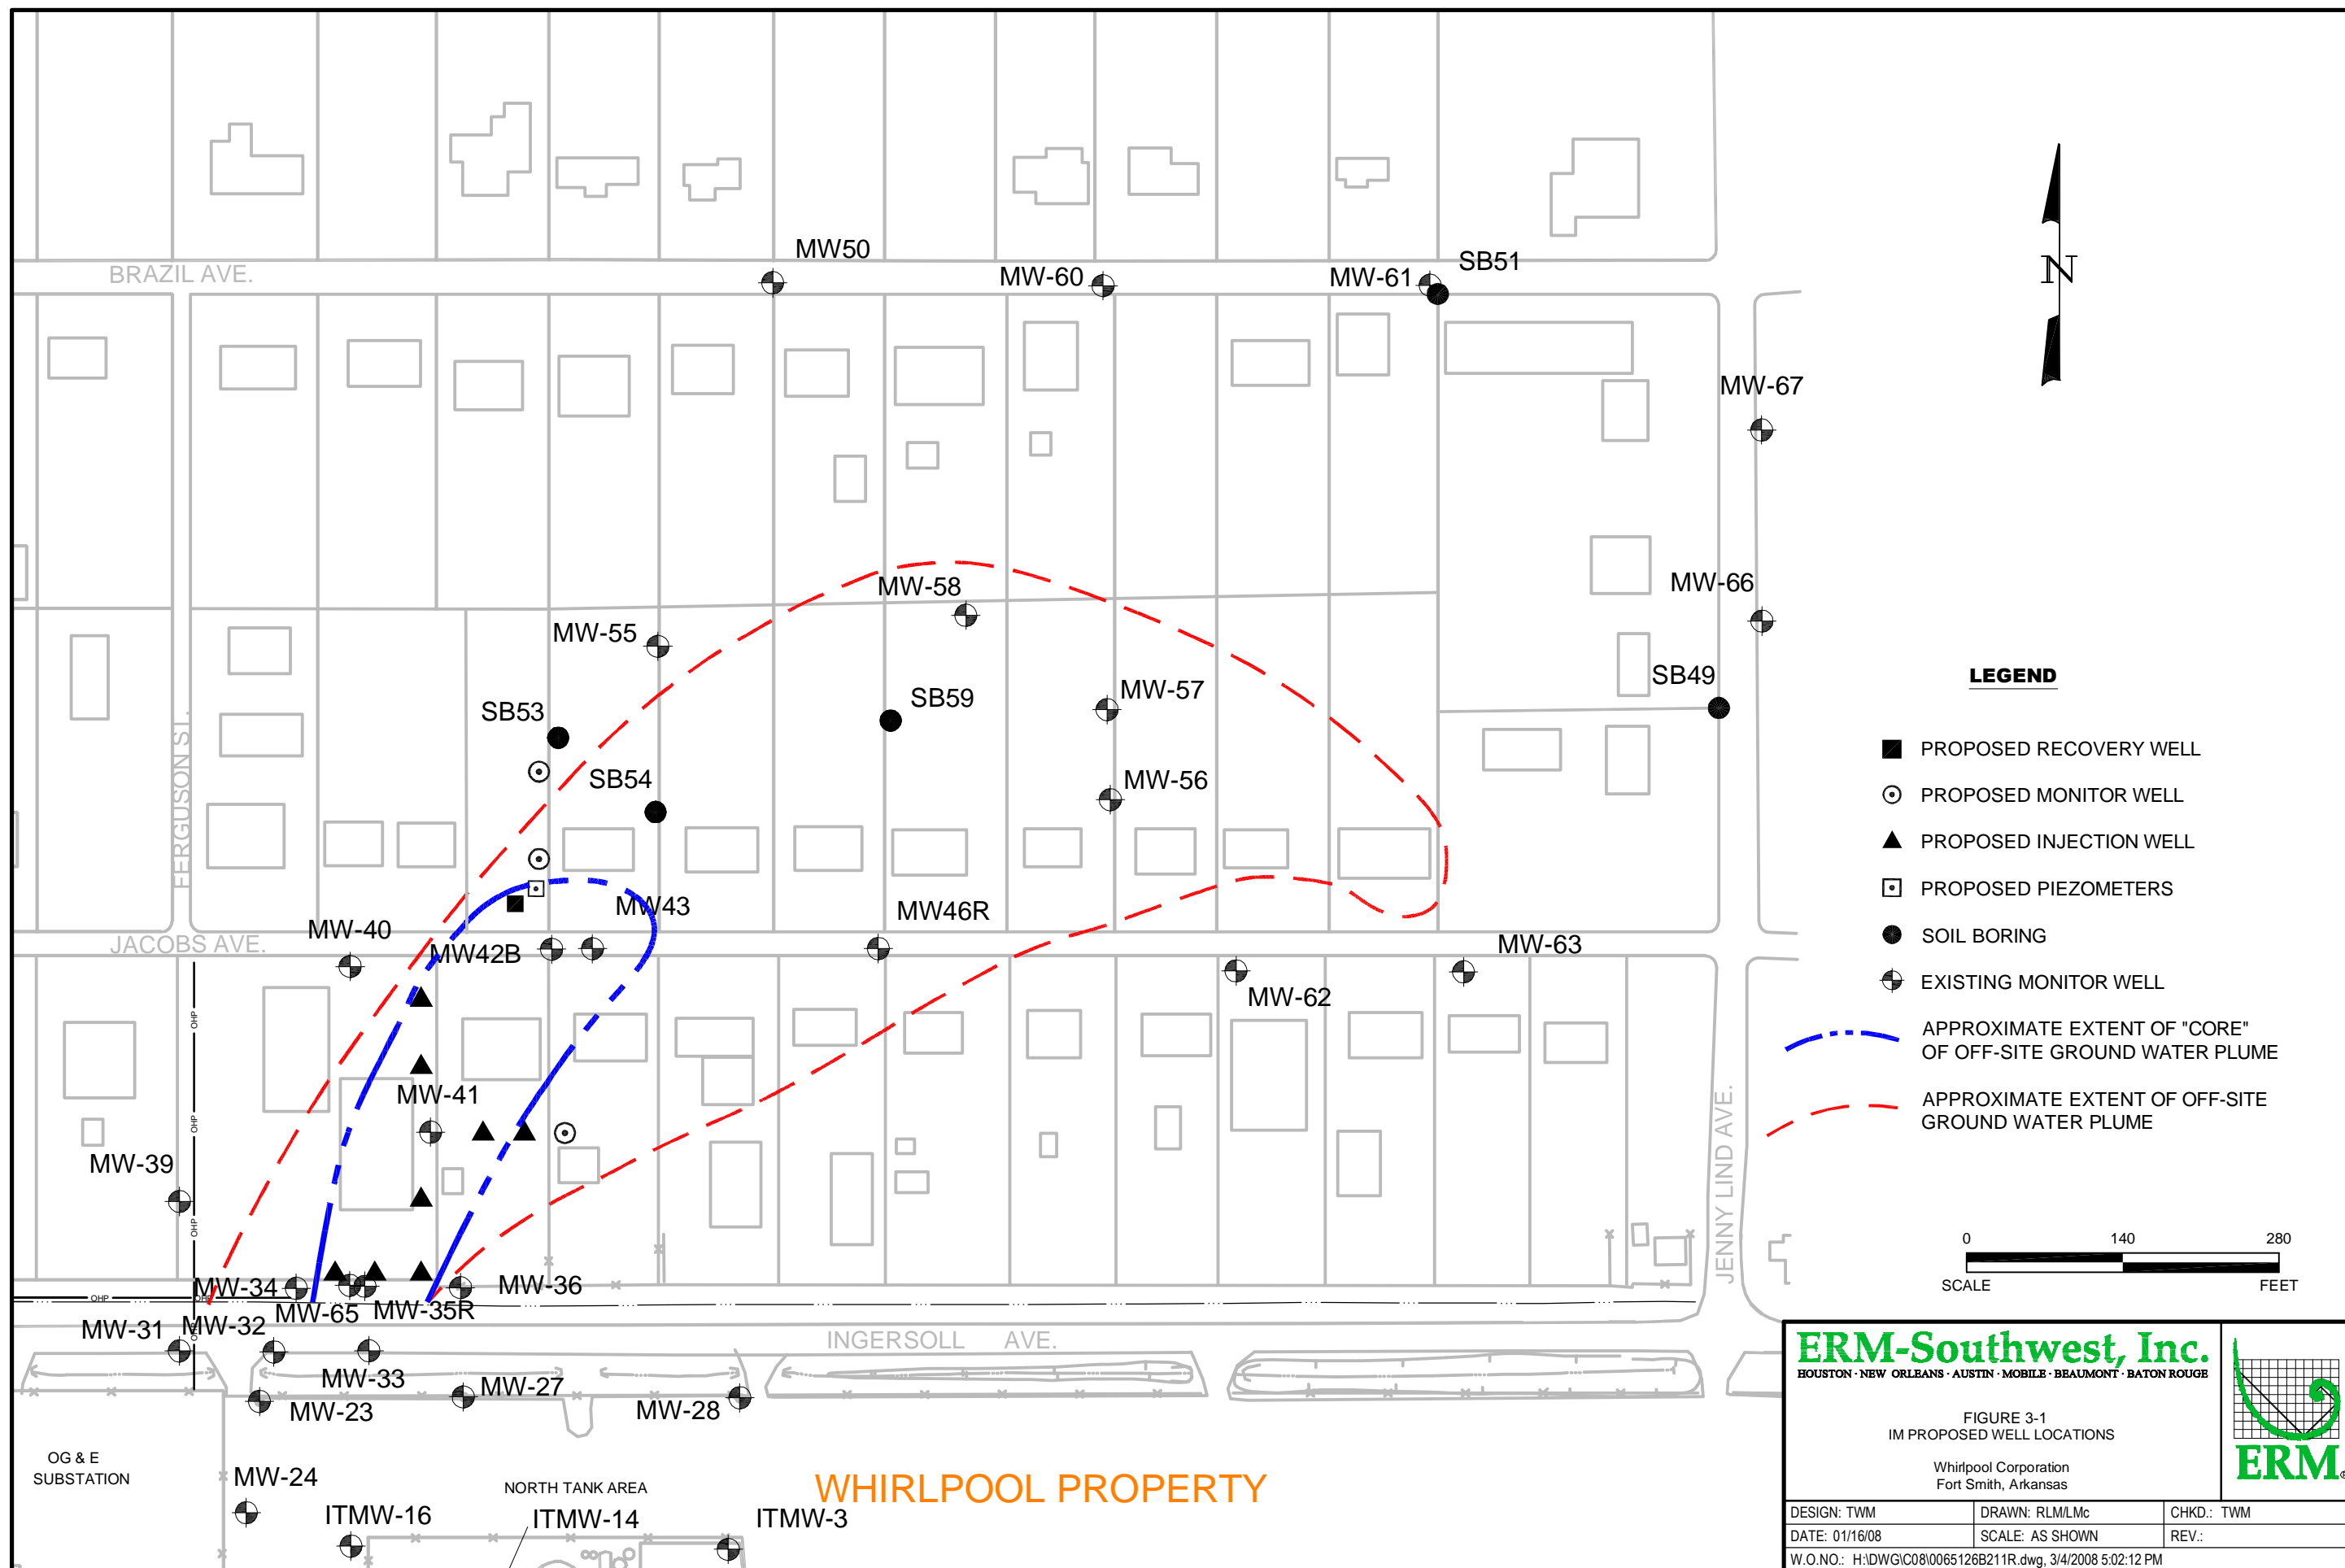 MW50
SB51
BRAZIL AVE.
MW-60
MW-61
N
MW-67
MW-58
MW-66
MW-55
SB49
LEGEND
MW-57
SB59
SB53
FERGUSON ST.
PROPOSED RECOVERY WELL
SB54
MW-56
PROPOSED MONITOR WELL
PROPOSED INJECTION WELL
PROPOSED PIEZOMETERS
MW43
MW46R
MW-40
SOIL BORING
JACOBS AVE.
MW42B
MW-63
EXISTING MONITOR WELL
MW-62
OHP
APPROXIMATE EXTENT OF "CORE"
OF OFF-SITE GROUND WATER PLUME
MW-41
APPROXIMATE EXTENT OF OFF-SITE
GROUND WATER PLUME
OHP
MW-39
JENNY LIND AVE.
OHP
0 140 280
SCALE FEET
MW-34
MW-36
OHP
OHP
MW-65
MW-35R
MW-31
MW-32
OHP
INGERSOLL AVE.
MW-33
MW-27
MW-23
MW-28
ERM-Southwest, Inc.
HOUSTON · NEW ORLEANS · AUSTIN · MOBILE · BEAUMONT · BATON ROUGE
FIGURE 3-1
IM PROPOSED WELL LOCATIONS
Whirlpool Corporation
Fort Smith, Arkansas
ERM
OG & E
SUBSTATION
MW-24
NORTH TANK AREA
WHIRLPOOL PROPERTY
ITMW-16
ITMW-14
ITMW-3
DESIGN: TWM
DRAWN: RLM/LMc
CHKD.: TWM
DATE: 01/16/08
SCALE: AS SHOWN
REV.:
W.O.NO.: H:\DWG\C08\0065126B211R.dwg, 3/4/2008 5:02:12 PM